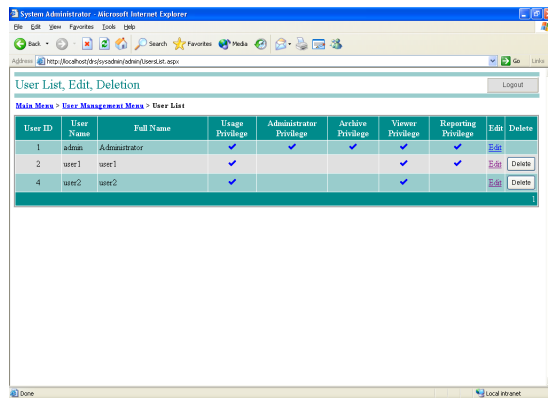 System Administrator - Microsoft Internet Explorer
File Edit View Favorites Tools Help
Back Search Favorites Media
Address http://localhost/drs/sysadmin/admin/UsersList.aspx Go Links
User List, Edit, Deletion Logout
Main Menu > User Management Menu > User List
User ID User Name Full Name Usage Privilege Administrator Privilege Archive Privilege Viewer Privilege Reporting Privilege Edit Delete
1 admin Administrator Edit
2 user1 user1 Edit Delete
4 user2 user2 Edit Delete
1
Done Local intranet